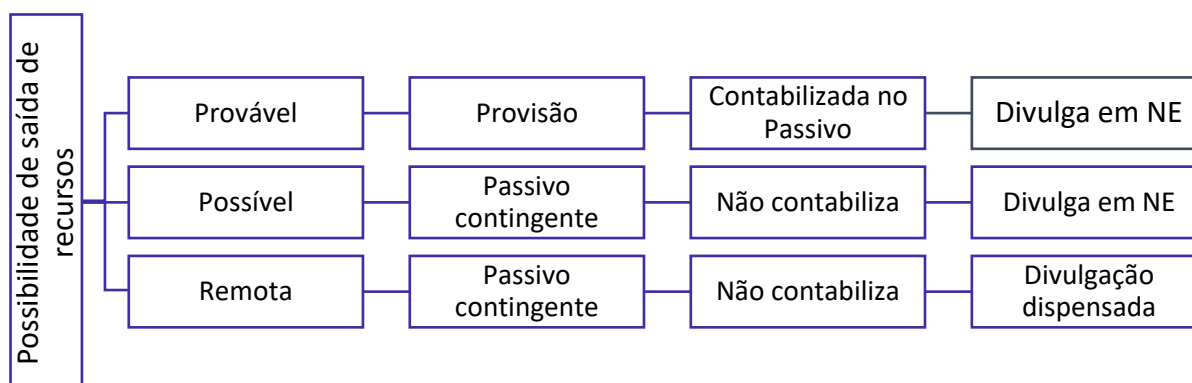 Possibilidade de saída de
recursos
Provável
Provisão
Contabilizada no
Passivo
Divulga em NE
Possível
Passivo
contingente
Não contabiliza
Divulga em NE
Remota
Passivo
contingente
Não contabiliza
Divulgação
dispensada